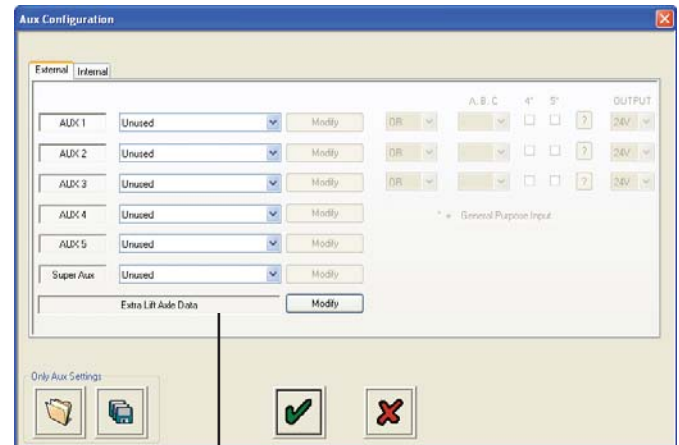 Aux Configuration
External Internal
A. B. C 4* 5* OUTPUT
AUX 1 Unused Modify OR ? 24V
AUX 2 Unused Modify OR ? 24V
AUX 3 Unused Modify OR ? 24V
AUX 4 Unused Modify * = General Purpose Input
AUX 5 Unused Modify
Super Aux Unused Modify
Extra Lift Axle Data Modify
Only Aux Settings